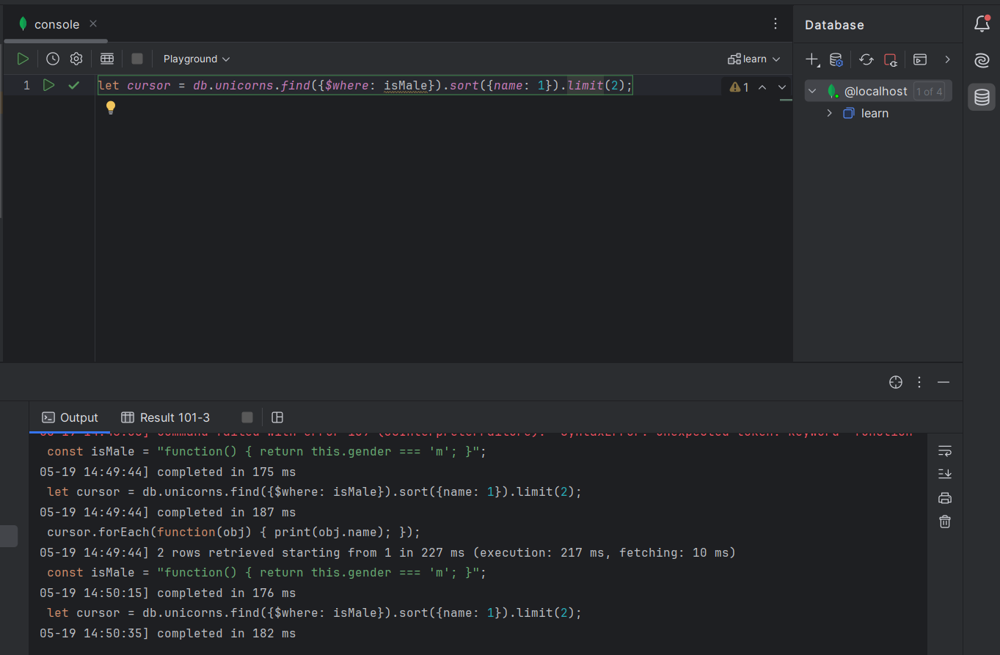 console
Database
Playground
learn
1 let cursor = db.unicorns.find({$where: isMale}).sort({name: 1}).limit(2);
1
@localhost 1 of 4
learn
Output
Result 101-3
const isMale = "function() { return this.gender === 'm'; }";
05-19 14:49:44] completed in 175 ms
let cursor = db.unicorns.find({$where: isMale}).sort({name: 1}).limit(2);
05-19 14:49:44] completed in 187 ms
cursor.forEach(function(obj) { print(obj.name); });
05-19 14:49:44] 2 rows retrieved starting from 1 in 227 ms (execution: 217 ms, fetching: 10 ms)
const isMale = "function() { return this.gender === 'm'; }";
05-19 14:50:15] completed in 176 ms
let cursor = db.unicorns.find({$where: isMale}).sort({name: 1}).limit(2);
05-19 14:50:35] completed in 182 ms